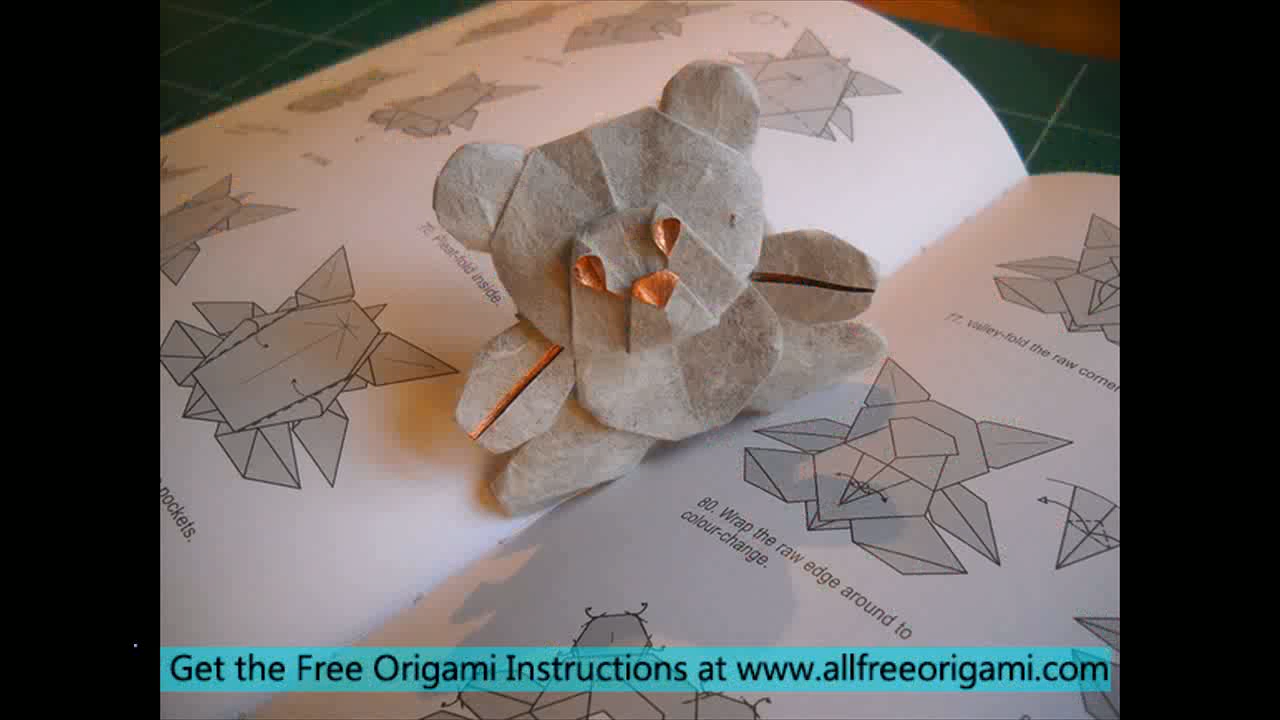 76. Pleat-fold inside.
77. Valley-fold the raw corner
pockets.
80. Wrap the raw edge around to
colour-change.
Get the Free Origami Instructions at www.allfreeorigami.com